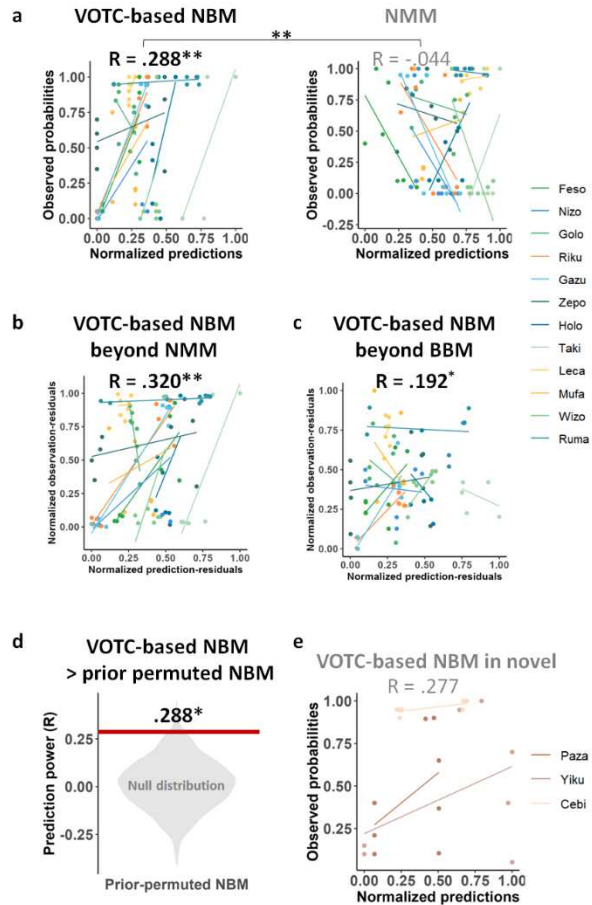 a
VOTC-based NBM
NMM
**
R = .288**
R = -.044
Observed probabilities
1.00
0.75
0.50
0.25
0.00
0.00 0.25 0.50 0.75 1.00
Normalized predictions
Observed probabilities
1.00
0.75
0.50
0.25
0.00
-0.25
0.00 0.25 0.50 0.75 1.00
Normalized predictions
Feso
Nizo
Golo
Riku
Gazu
Zepo
Holo
Taki
Leca
Mufa
Wizo
Ruma
b
VOTC-based NBM
beyond NMM
R = .320**
Normalized observation-residuals
1.00
0.75
0.50
0.25
0.00
0.00 0.25 0.50 0.75 1.00
Normalized prediction-residuals
c
VOTC-based NBM
beyond BBM
R = .192*
Normalized observation-residuals
1.00
0.75
0.50
0.25
0.00
0.00 0.25 0.50 0.75 1.00
Normalized prediction-residuals
d
VOTC-based NBM
> prior permuted NBM
.288*
Prediction power (R)
0.25
0.00
-0.25
Null distribution
Prior-permuted NBM
e
VOTC-based NBM in novel
R = .277
Observed probabilities
1.00
0.75
0.50
0.25
0.00 0.25 0.50 0.75 1.00
Normalized predictions
Paza
Yiku
Cebi